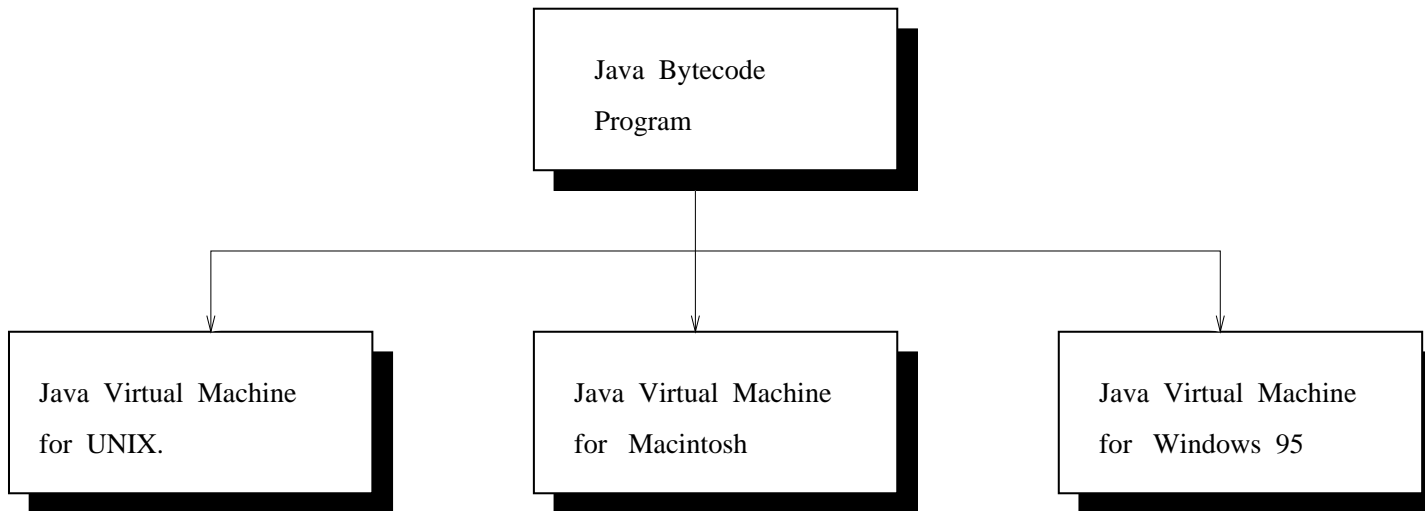 Java Bytecode
Program
Java Virtual Machine
for UNIX.
Java Virtual Machine
for Macintosh
Java Virtual Machine
for Windows 95